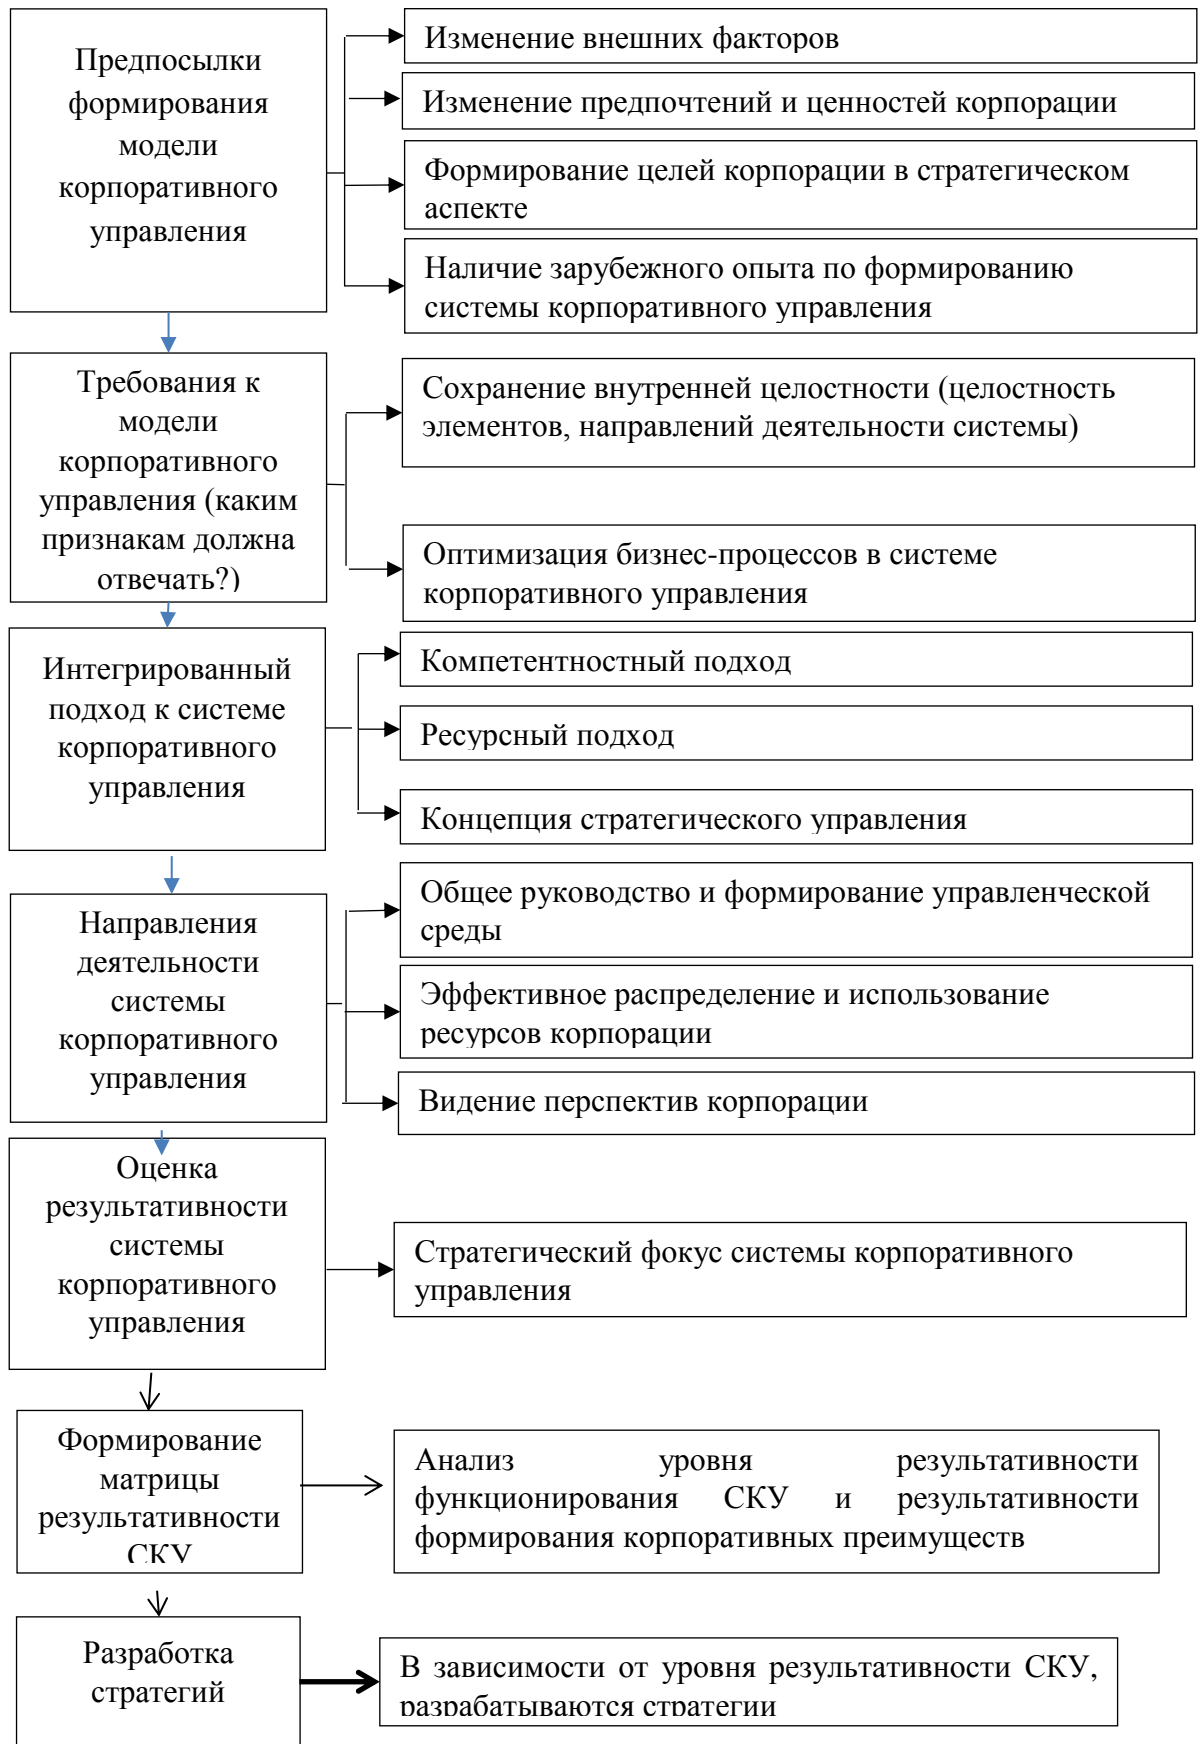 Предпосылки
формирования
модели
корпоративного
управления
Изменение внешних факторов
Изменение предпочтений и ценностей корпорации
Формирование целей корпорации в стратегическом
аспекте
Наличие зарубежного опыта по формированию
системы корпоративного управления
Требования к
модели
корпоративного
управления (каким
признакам должна
отвечать?)
Сохранение внутренней целостности (целостность
элементов, направлений деятельности системы)
Оптимизация бизнес-процессов в системе
корпоративного управления
Интегрированный
подход к системе
корпоративного
управления
Компетентностный подход
Ресурсный подход
Концепция стратегического управления
Направления
деятельности
системы
корпоративного
управления
Общее руководство и формирование управленческой
среды
Эффективное распределение и использование
ресурсов корпорации
Видение перспектив корпорации
Оценка
результативности
системы
корпоративного
управления
Стратегический фокус системы корпоративного
управления
Формирование
матрицы
результативности
СКУ
Анализ уровня результативности
функционирования СКУ и результативности
формирования корпоративных преимуществ
Разработка
стратегий
В зависимости от уровня результативности СКУ,
разрабатываются стратегии